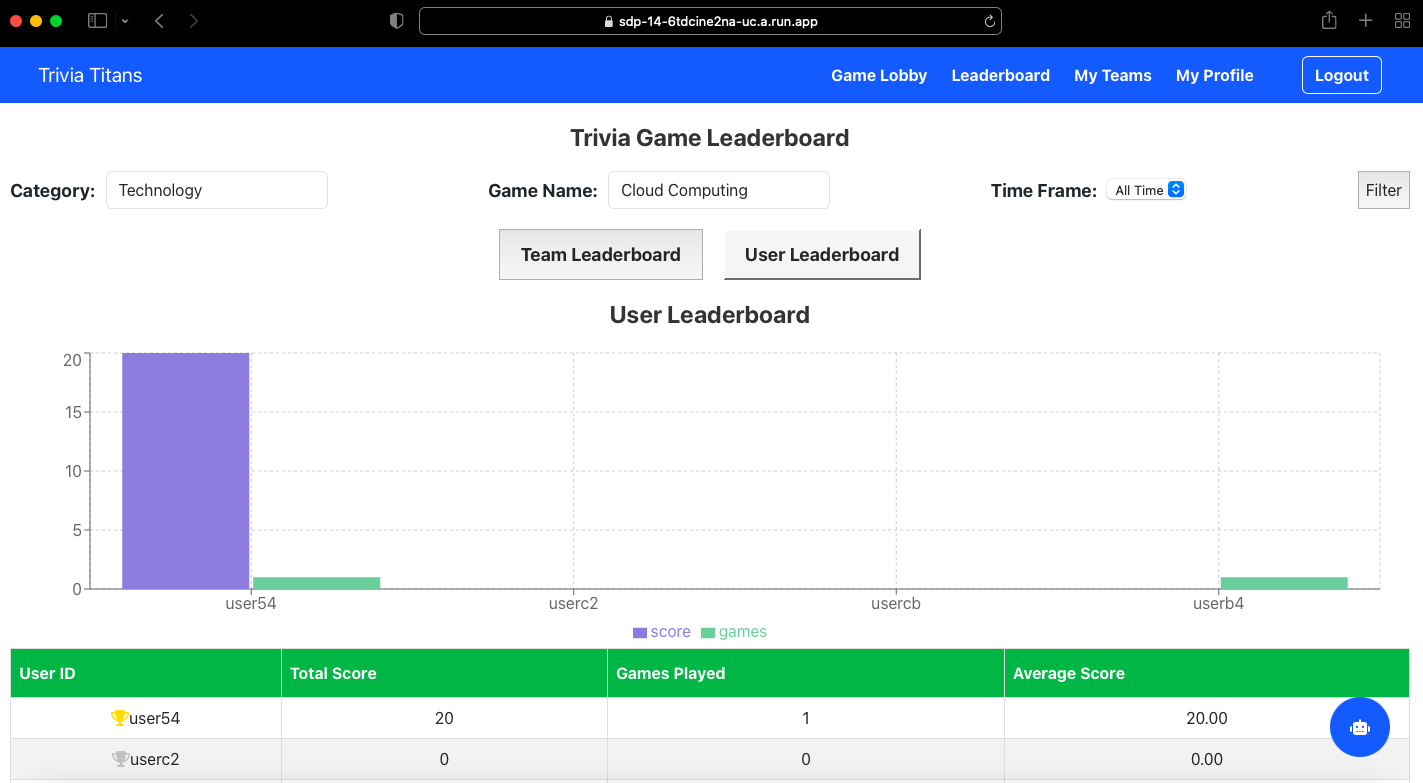 sdp-14-6tdcine2na-uc.a.run.app
Trivia Titans
Game Lobby
Leaderboard
My Teams
My Profile
Logout
Trivia Game Leaderboard
Category: Technology
Game Name: Cloud Computing
Time Frame: All Time
Filter
Team Leaderboard
User Leaderboard
User Leaderboard
20
15
10
5
0
user54 userc2 usercb userb4
score games
User ID Total Score Games Played Average Score
user54 20 1 20.00
userc2 0 0 0.00